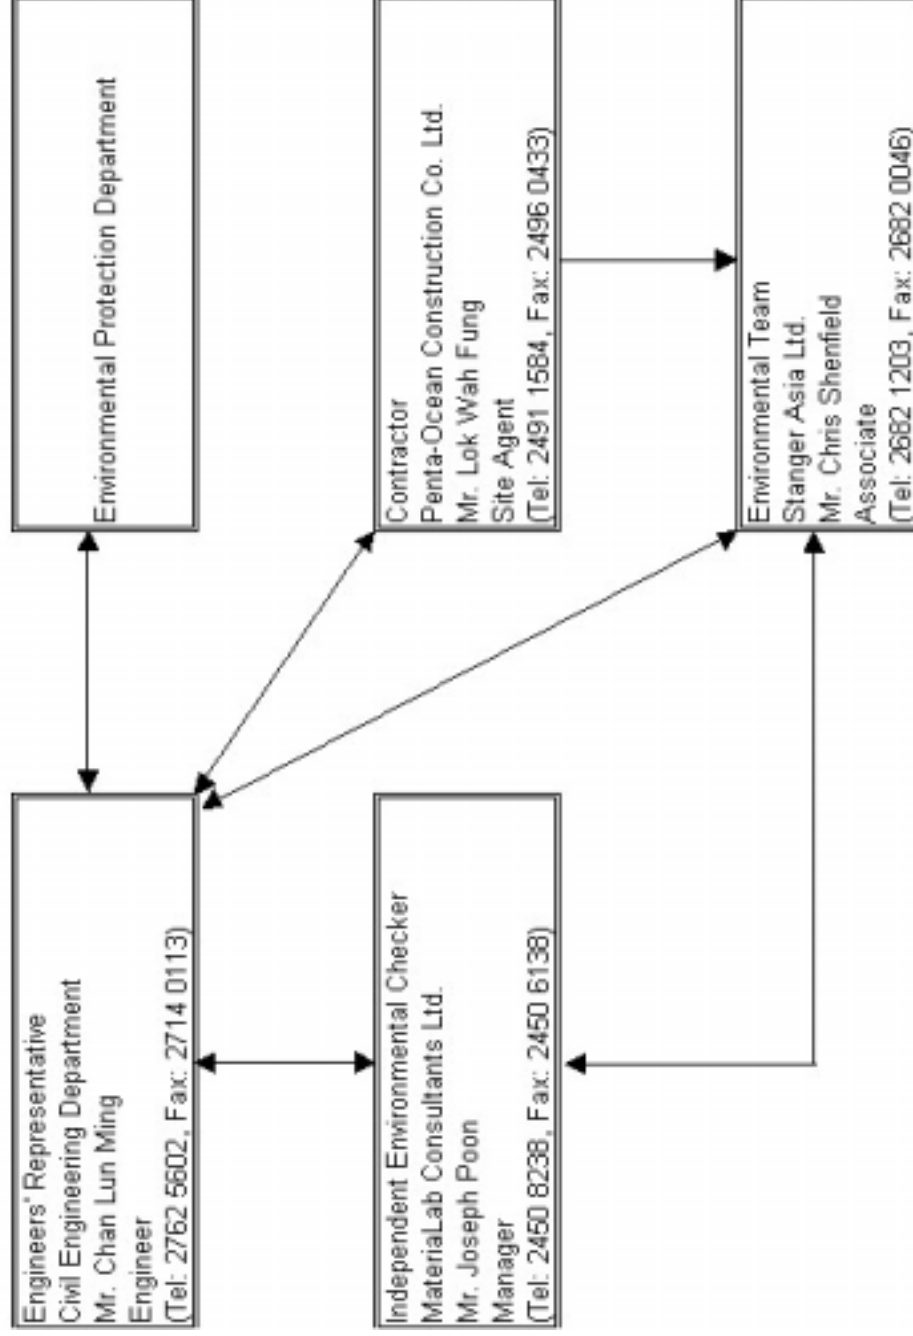 Engineers' Representative
Civil Engineering Department
Mr. Chan Lun Ming
Engineer
(Tel: 2762 5602, Fax: 2714 0113)
Environmental Protection Department
Independent Environmental Checker
MateriaLab Consultants Ltd.
Mr. Joseph Poon
Manager
(Tel: 2450 8238, Fax: 2450 6138)
Contractor
Penta-Ocean Construction Co. Ltd.
Mr. Lok Wah Fung
Site Agent
(Tel: 2491 1584, Fax: 2496 0433)
Environmental Team
Stanger Asia Ltd.
Mr. Chris Shenfield
Associate
(Tel: 2682 1203, Fax: 2682 0046)